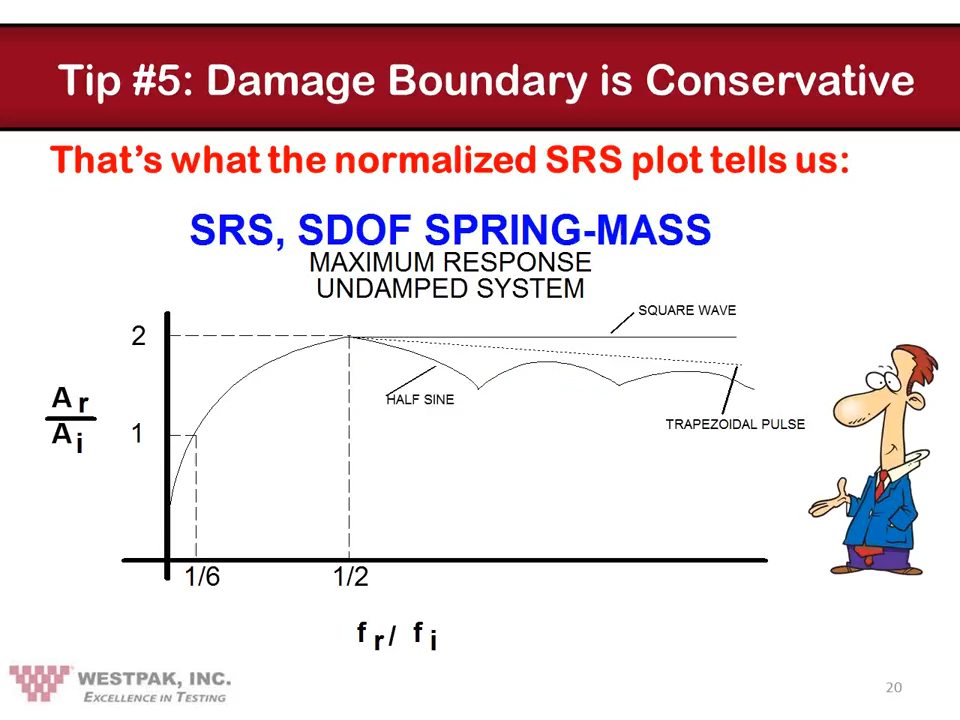 Tip #5: Damage Boundary is Conservative
That's what the normalized SRS plot tells us:
SRS, SDOF SPRING-MASS
MAXIMUM RESPONSE
UNDAMPED SYSTEM
SQUARE WAVE
2
HALF SINE
A r
A i
1
TRAPEZOIDAL PULSE
1/6
1/2
f r / f i
WESTPAK, INC.
EXCELLENCE IN TESTING
20